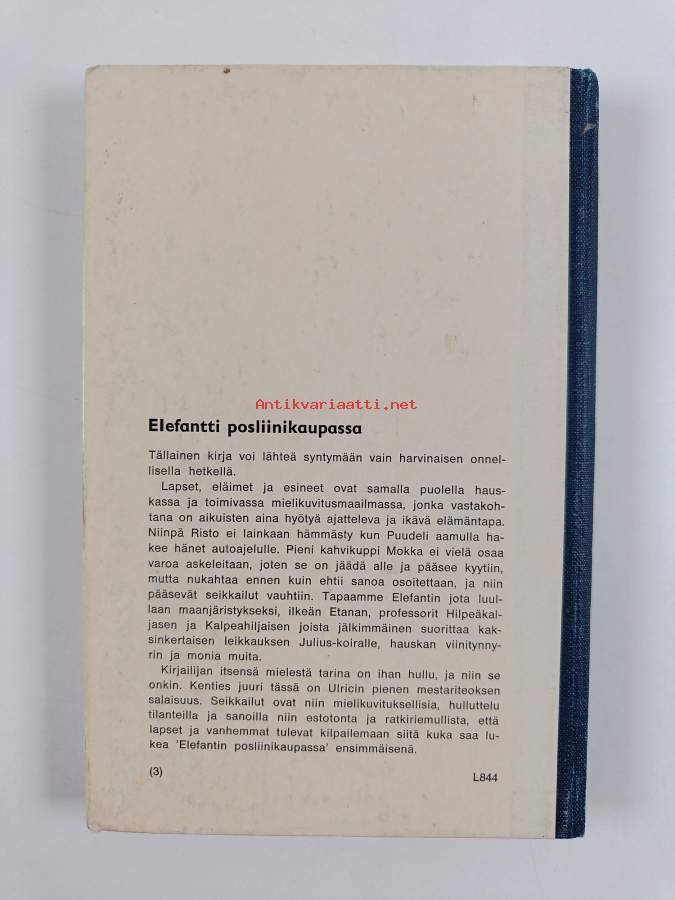 Antikvariaatti.net
Elefantti posliinikaupassa
Tällainen kirja voi lähteä syntymään vain harvinaisen onnel-
lisella hetkellä.
Lapset, eläimet ja esineet ovat samalla puolella haus-
kassa ja toimivassa mielikuvitusmaailmassa, jonka vastakoh-
tana on aikuisten aina hyötyä ajatteleva ja ikävä elämäntapa.
Niinpä Risto ei lainkaan hämmästy kun Puudeli aamulla ha-
kee hänet autoajelulle. Pieni kahvikuppi Mokka ei vielä osaa
varoa askeleitaan, joten se on jäädä alle ja pääsee kyytiin,
mutta nukahtaa ennen kuin ehtii sanoa osoitettaan, ja niin
pääsevät seikkailut vauhtiin. Tapaamme Elefantin jota luul-
laan maanjäristykseksi, ilkeän Etanan, professorit Hilpeäkal-
jasen ja Kalpeahiljaisen joista jälkimmäinen suorittaa kak-
sinkertaisen leikkauksen Julius-koiralle, hauskan viinitynny-
rin ja monia muita.
Kirjailijan itsensä mielestä tarina on ihan hullu, ja niin se
onkin. Kenties juuri tässä on Ulricin pienen mestariteoksen
salaisuus. Seikkailut ovat niin mielikuvituksellisia, hulluttelu
tilanteilla ja sanoilla niin estotonta ja ratkiriemullista, että
lapset ja vanhemmat tulevat kilpailemaan siitä kuka saa lu-
kea 'Elefantin posliinikaupassa' ensimmäisenä.
(3) L844